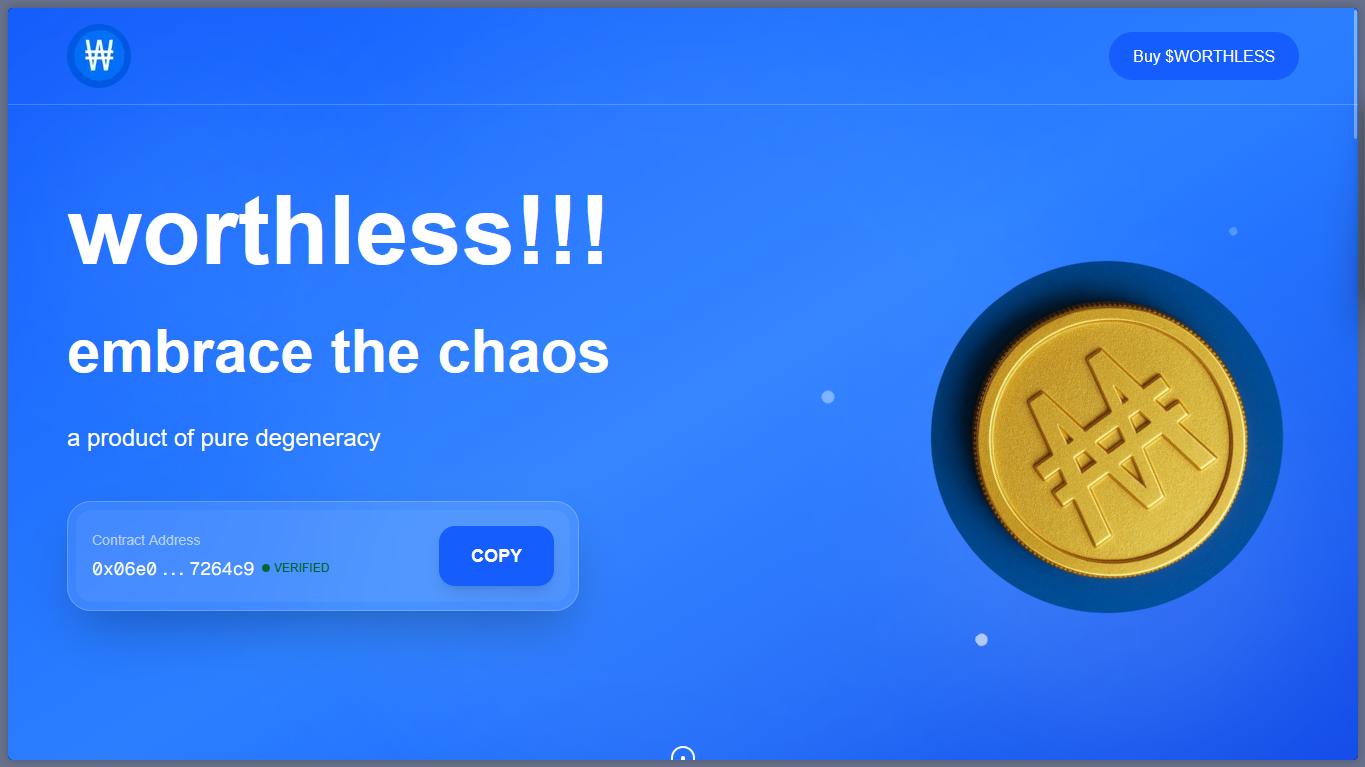 ₩
Buy $WORTHLESS
worthless!!!
embrace the chaos
a product of pure degeneracy
Contract Address
0x06e0 ... 7264c9 VERIFIED
COPY
₩